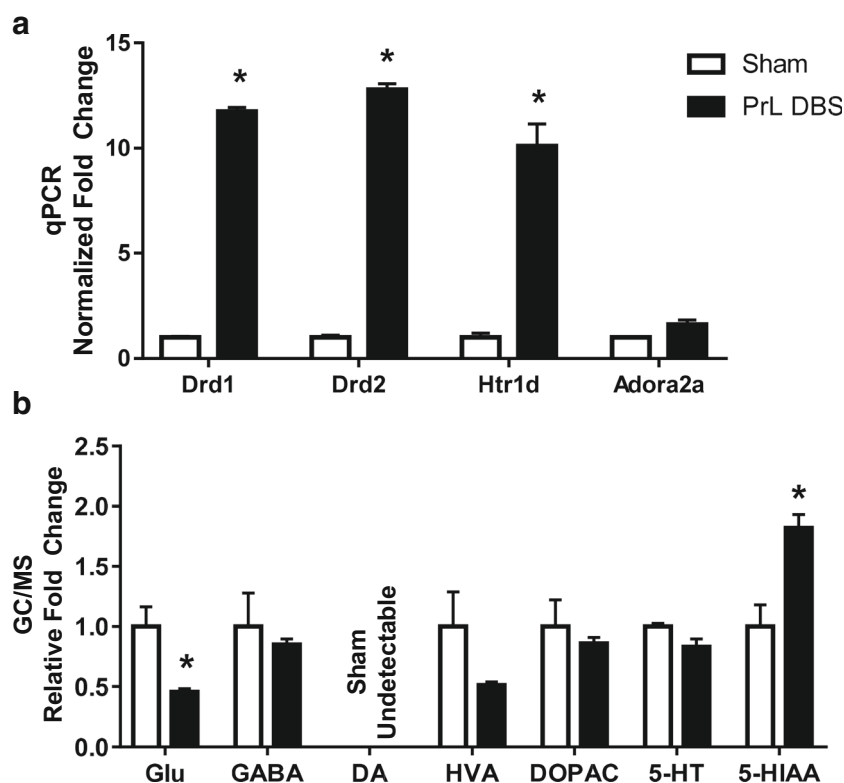 a
qPCR
Normalized Fold Change
15
10
5
0
* * *
Sham
PrL DBS
Drd1 Drd2 Htr1d Adora2a
b
GC/MS
Relative Fold Change
2.5
2.0
1.5
1.0
0.5
0.0
*
Sham
Undetectable
*
Glu GABA DA HVA DOPAC 5-HT 5-HIAA